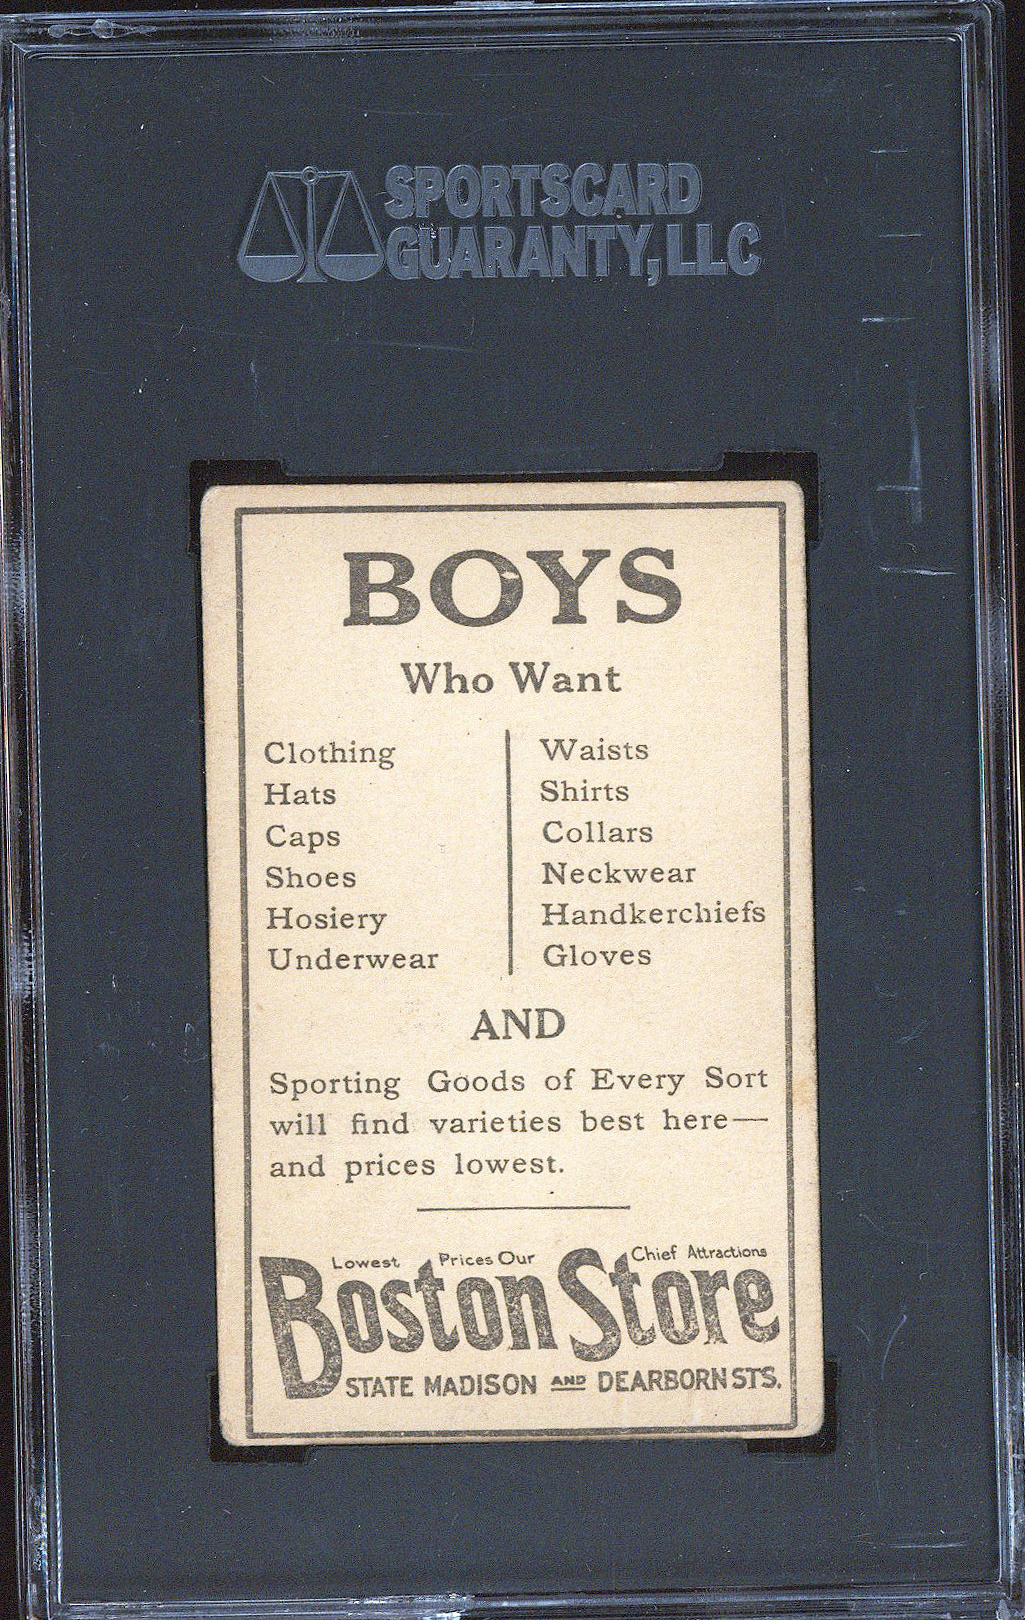 SPORTSCARD
GUARANTY, LLC
BOYS
Who Want
Clothing
Hats
Caps
Shoes
Hosiery
Underwear
Waists
Shirts
Collars
Neckwear
Handkerchiefs
Gloves
AND
Sporting Goods of Every Sort
will find varieties best here—
and prices lowest.
Lowest Prices Our Chief Attractions
Boston Store
STATE MADISON AND DEARBORN STS.